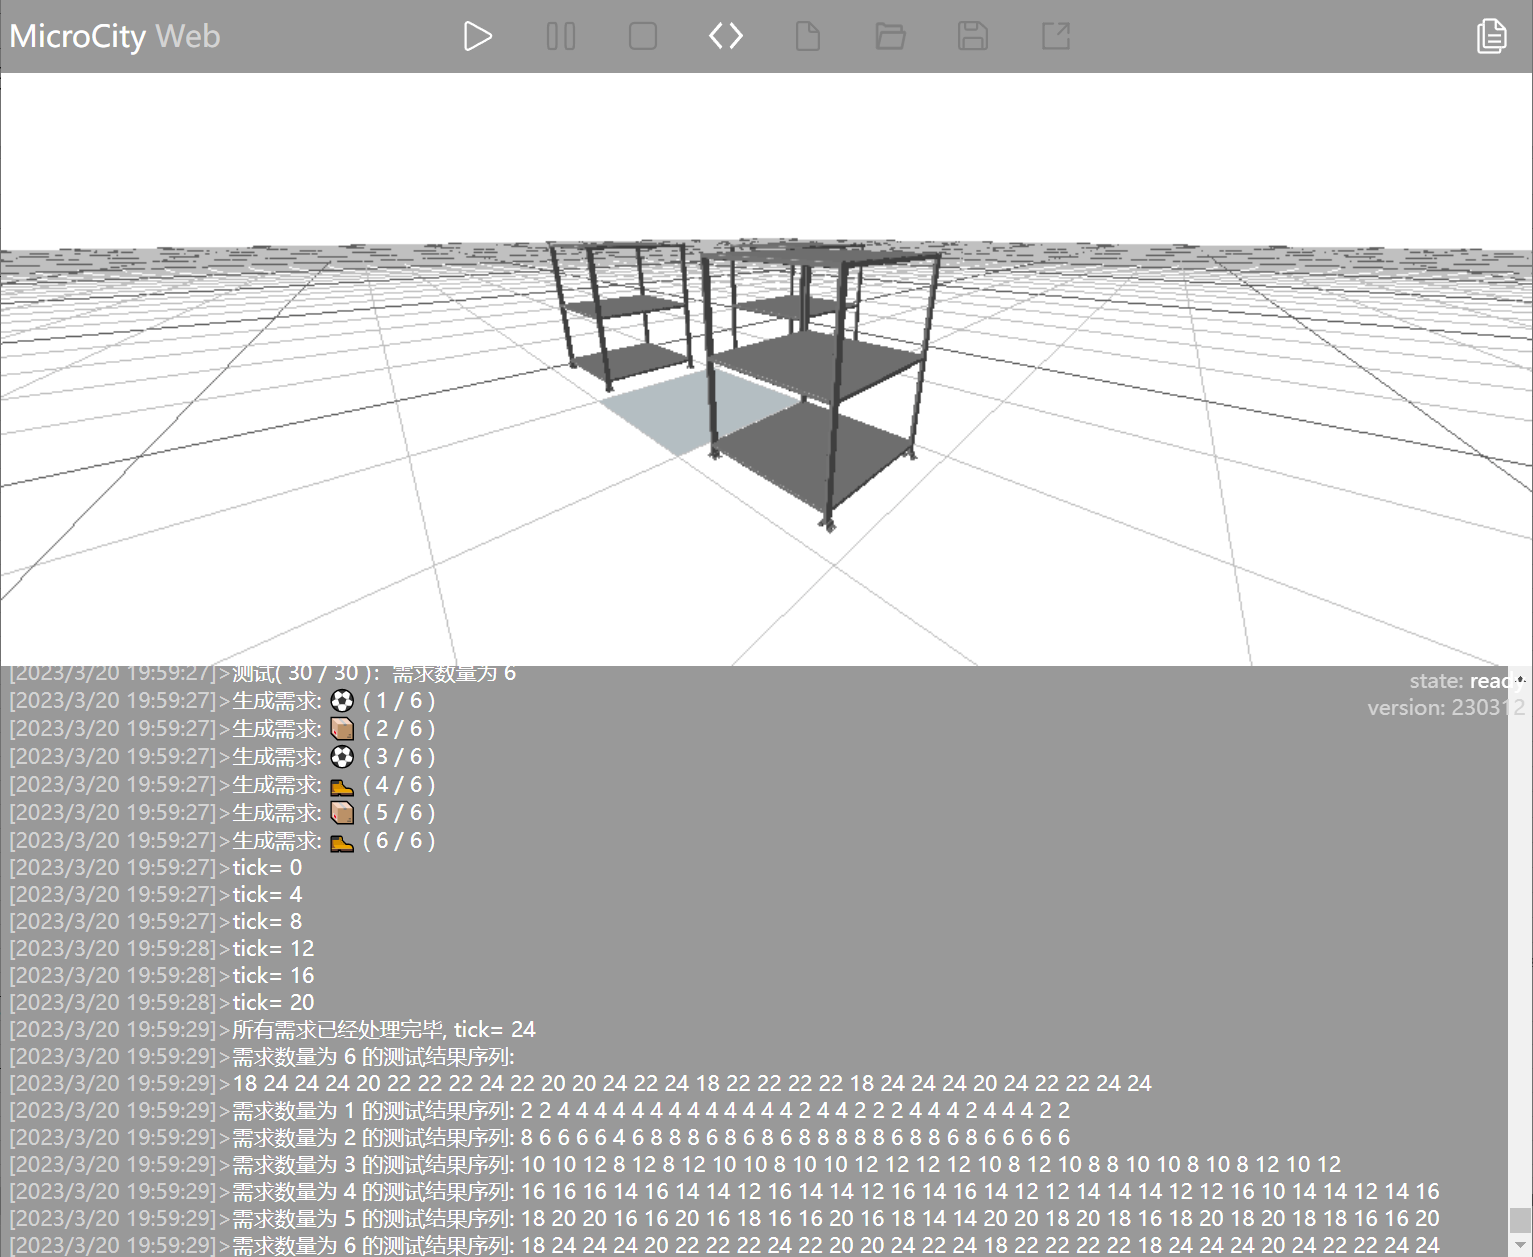 MicroCity Web
[2023/3/20 19:59:27]>测试( 30 / 30 )：需求数量为 6
state: ready
[2023/3/20 19:59:27]>生成需求: ⚽ ( 1 / 6 )
version: 230312
[2023/3/20 19:59:27]>生成需求: 📦 ( 2 / 6 )
[2023/3/20 19:59:27]>生成需求: ⚽ ( 3 / 6 )
[2023/3/20 19:59:27]>生成需求: 🥾 ( 4 / 6 )
[2023/3/20 19:59:27]>生成需求: 📦 ( 5 / 6 )
[2023/3/20 19:59:27]>生成需求: 🥾 ( 6 / 6 )
[2023/3/20 19:59:27]>tick= 0
[2023/3/20 19:59:27]>tick= 4
[2023/3/20 19:59:27]>tick= 8
[2023/3/20 19:59:28]>tick= 12
[2023/3/20 19:59:28]>tick= 16
[2023/3/20 19:59:28]>tick= 20
[2023/3/20 19:59:29]>所有需求已经处理完毕, tick= 24
[2023/3/20 19:59:29]>需求数量为 6 的测试结果序列:
[2023/3/20 19:59:29]>18 24 24 24 20 22 22 22 24 22 20 20 24 22 24 18 22 22 22 22 18 24 24 24 20 24 22 22 24 24
[2023/3/20 19:59:29]>需求数量为 1 的测试结果序列: 2 2 4 4 4 4 4 4 4 4 4 4 4 4 4 2 4 4 2 2 2 4 4 4 2 4 4 4 2 2
[2023/3/20 19:59:29]>需求数量为 2 的测试结果序列: 8 6 6 6 6 4 6 8 8 8 6 8 6 8 6 8 8 8 8 8 6 8 8 6 8 6 6 6 6 6
[2023/3/20 19:59:29]>需求数量为 3 的测试结果序列: 10 10 12 8 12 8 12 10 10 8 10 10 12 12 12 12 10 8 12 10 8 8 10 10 8 10 8 12 10 12
[2023/3/20 19:59:29]>需求数量为 4 的测试结果序列: 16 16 16 14 16 14 14 12 16 14 14 12 16 14 16 14 12 12 14 14 14 12 12 16 10 14 14 12 14 16
[2023/3/20 19:59:29]>需求数量为 5 的测试结果序列: 18 20 20 16 16 20 16 18 16 16 20 16 18 14 14 20 20 18 20 18 16 18 20 18 20 18 18 16 16 20
[2023/3/20 19:59:29]>需求数量为 6 的测试结果序列: 18 24 24 24 20 22 22 22 24 22 20 20 24 22 24 18 22 22 22 22 18 24 24 24 20 24 22 22 24 24